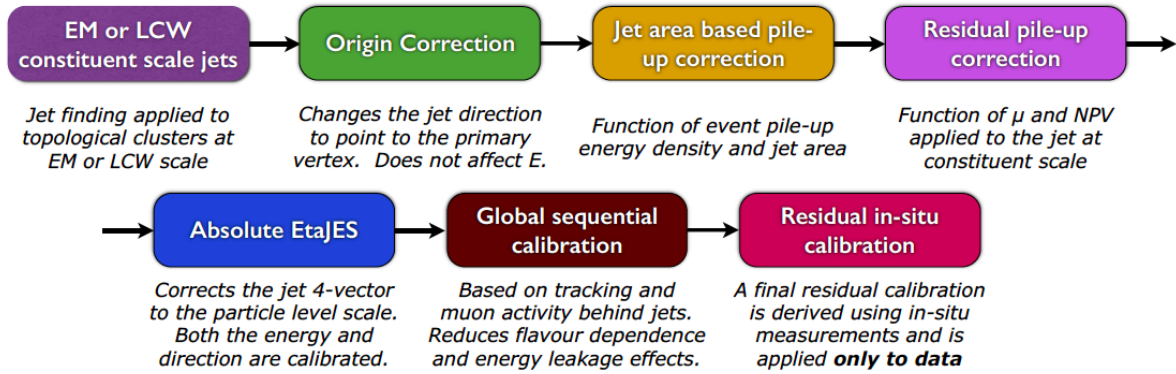 EM or LCW
constituent scale jets
Origin Correction
Jet area based pile-
up correction
Residual pile-up
correction
Jet finding applied to
topological clusters at
EM or LCW scale
Changes the jet direction
to point to the primary
vertex. Does not affect E.
Function of event pile-up
energy density and jet area
Function of µ and NPV
applied to the jet at
constituent scale
Absolute EtaJES
Global sequential
calibration
Residual in-situ
calibration
Corrects the jet 4-vector
to the particle level scale.
Both the energy and
direction are calibrated.
Based on tracking and
muon activity behind jets.
Reduces flavour dependence
and energy leakage effects.
A final residual calibration
is derived using in-situ
measurements and is
applied only to data